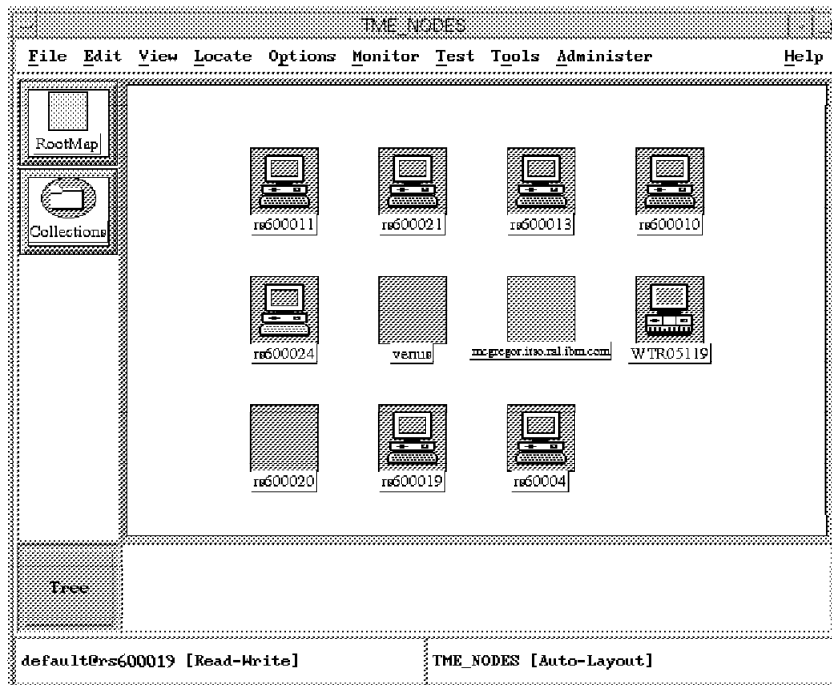 TME_NODES
File Edit View Locate Options Monitor Test Tools Administer Help
RootMap
Collections
rs600011 rs600021 rs600013 rs600010
rs600024 venus mcgregor.itso.ral.ibm.com WTR05119
rs600020 rs600019 rs60004
Tree
default@rs600019 [Read-Write] TME_NODES [Auto-Layout]